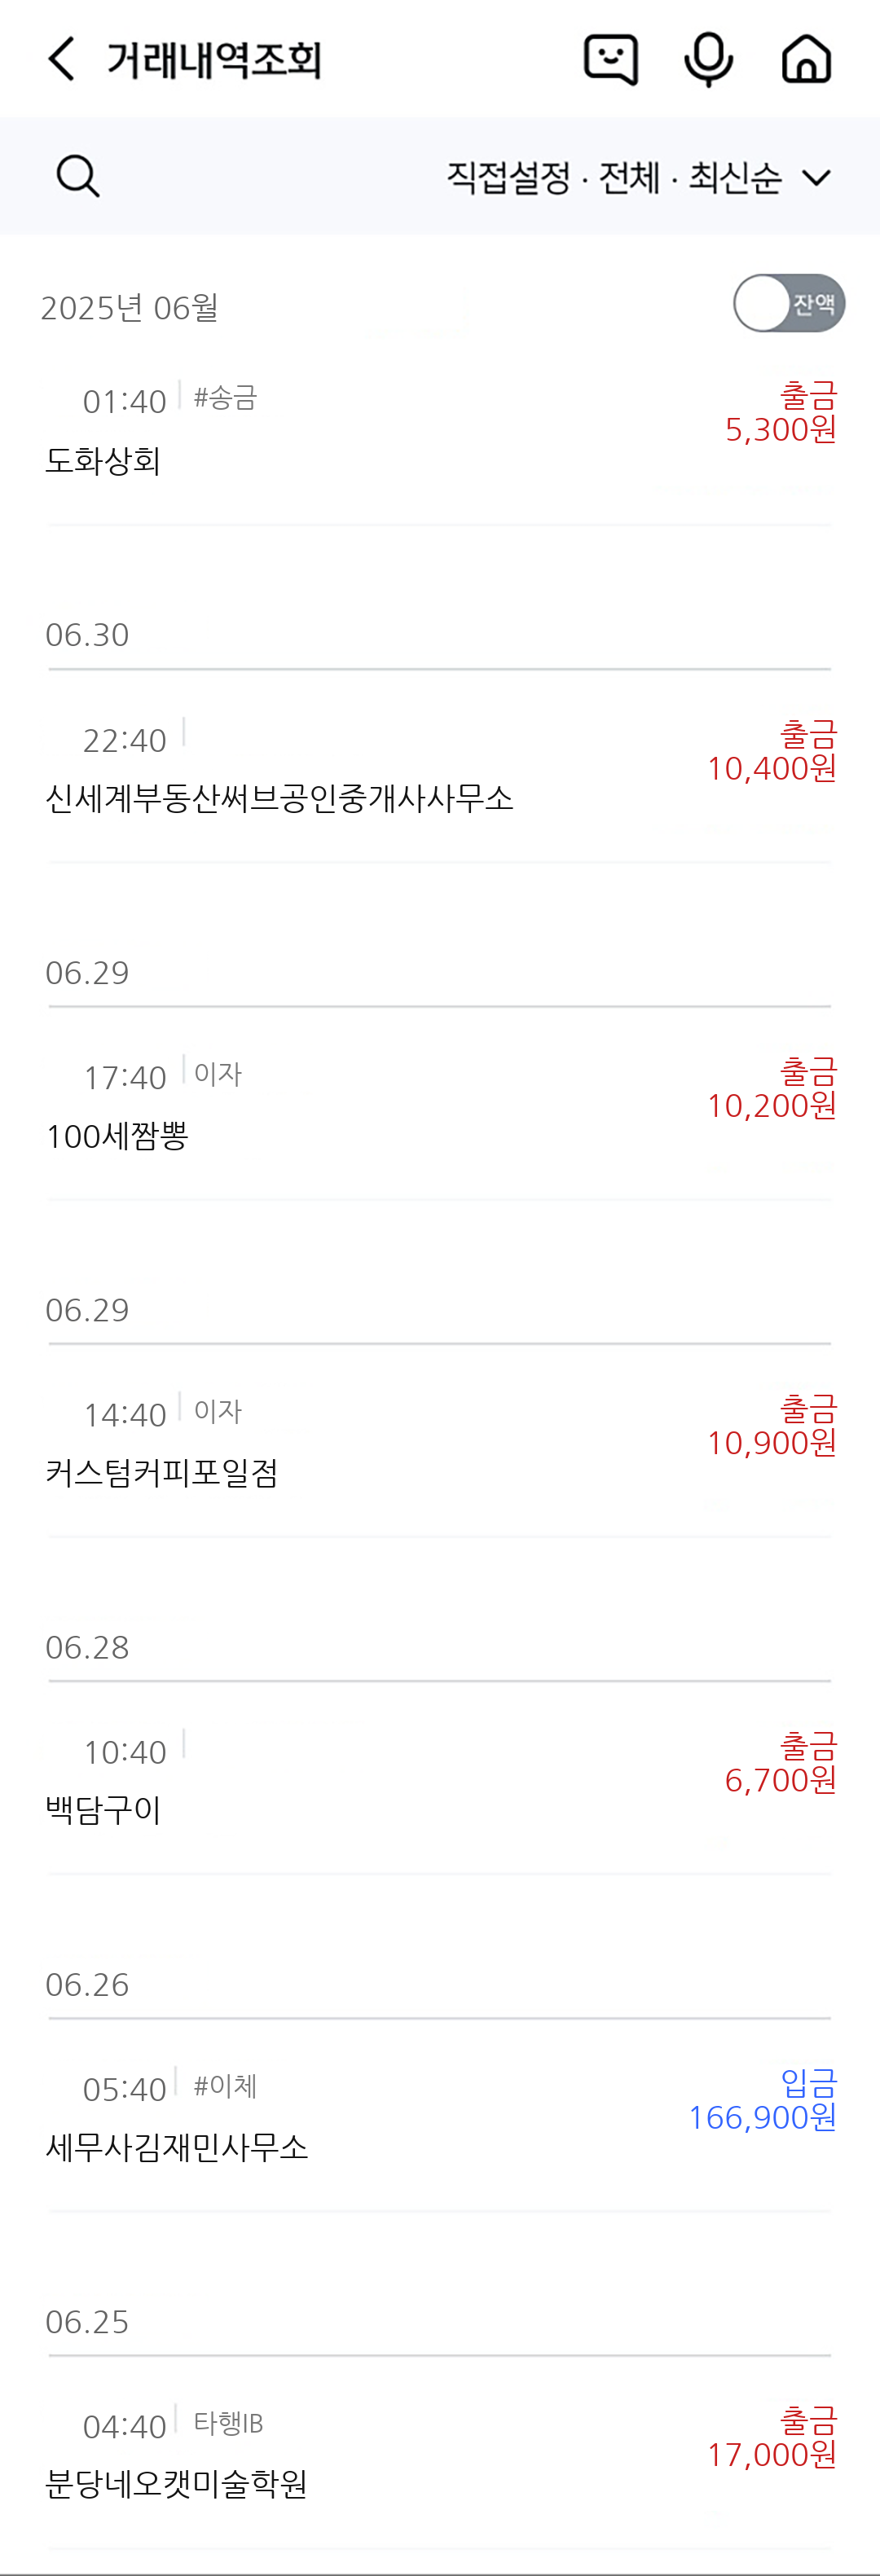 거래내역조회
직접설정 · 전체 · 최신순
2025년 06월
잔액
01:40 #송금
출금
5,300원
도화상회
06.30
22:40
출금
10,400원
신세계부동산써브공인중개사사무소
06.29
17:40 이자
출금
10,200원
100세짬뽕
06.29
14:40 이자
출금
10,900원
커스텀커피포일점
06.28
10:40
출금
6,700원
백담구이
06.26
05:40 #이체
입금
166,900원
세무사김재민사무소
06.25
04:40 타행IB
출금
17,000원
분당네오캣미술학원